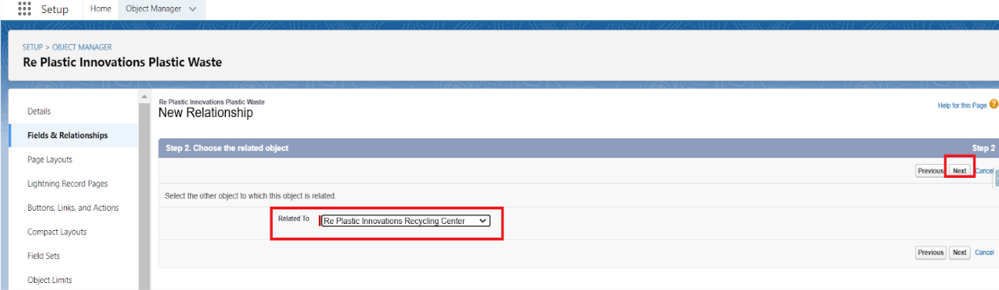 Setup Home Object Manager
SETUP > OBJECT MANAGER
Re Plastic Innovations Plastic Waste
Details
Fields & Relationships
Page Layouts
Lightning Record Pages
Buttons, Links, and Actions
Compact Layouts
Field Sets
Object Limits
Re Plastic Innovations Plastic Waste
New Relationship
Help for this Page
Step 2. Choose the related object Step 2
Previous Next Cancel
Select the other object to which this object is related.
Related To Re Plastic Innovations Recycling Center
Previous Next Cancel